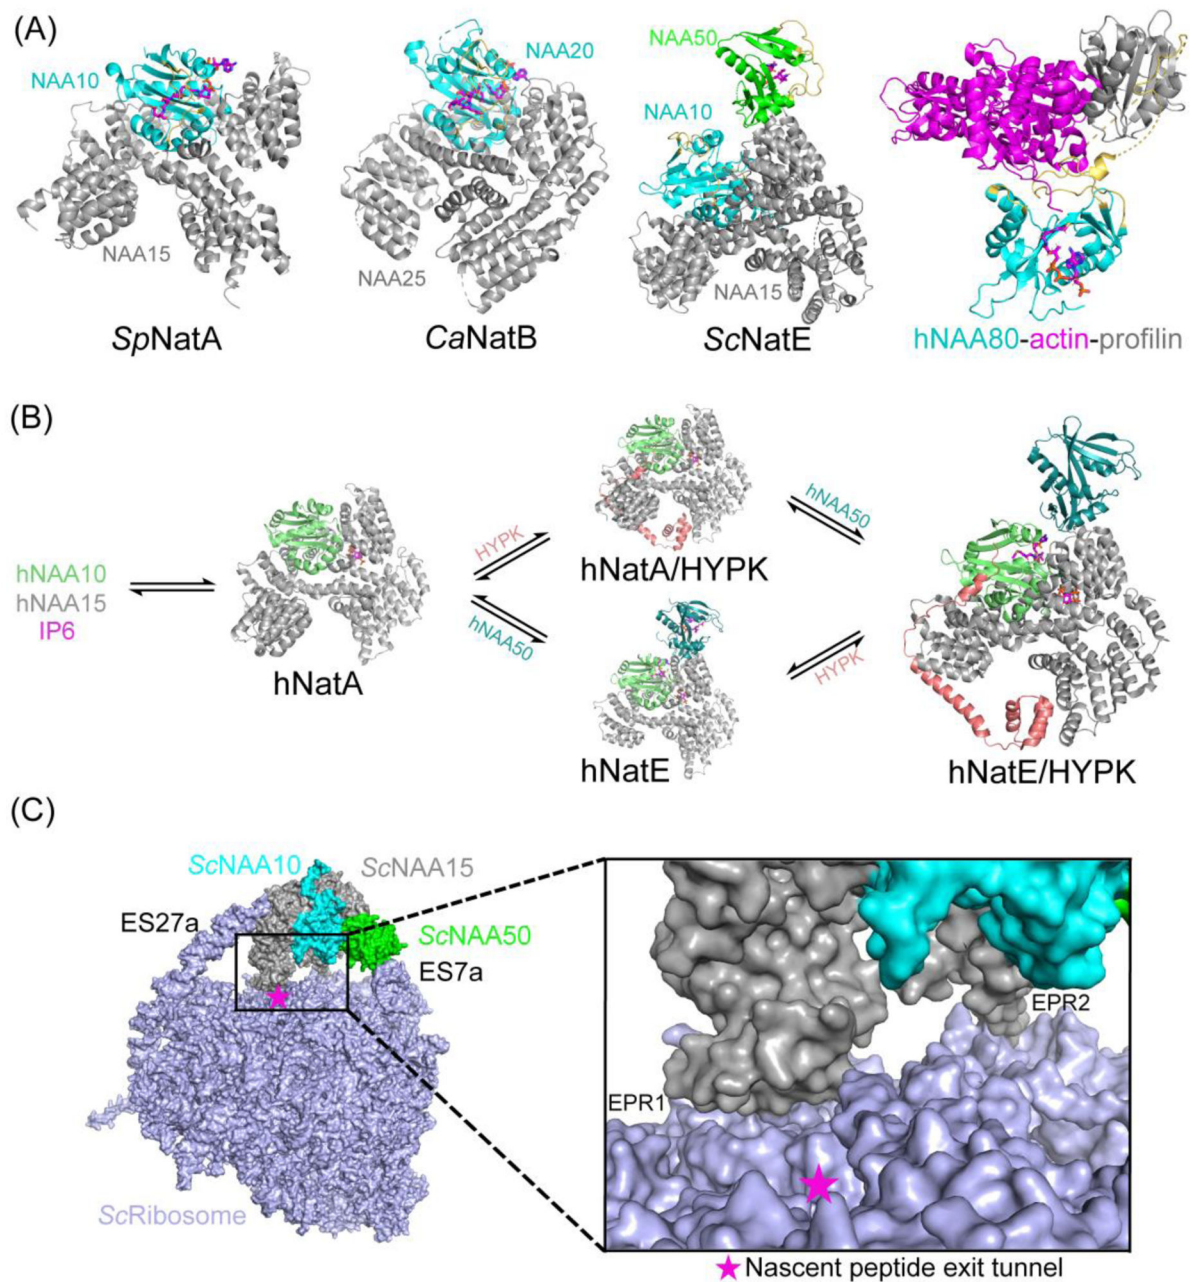 (A)
NAA10
NAA15
SpNatA
NAA20
NAA25
CaNatB
NAA50
NAA10
NAA15
ScNatE
hNAA80-actin-profilin
(B)
hNAA10
hNAA15
IP6
hNatA
HYPK
hNAA50
hNatA/HYPK
hNatE
hNAA50
HYPK
hNatE/HYPK
(C)
ScNAA10
ScNAA15
ES27a
ScNAA50
ES7a
ScRibosome
EPR1
EPR2
Nascent peptide exit tunnel